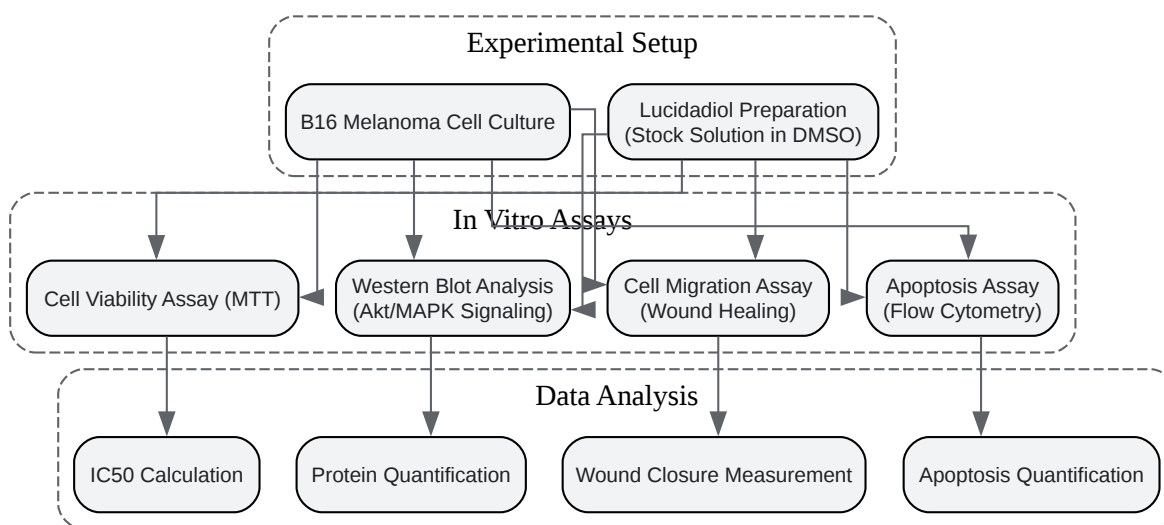 Experimental Setup
B16 Melanoma Cell Culture
Lucidadiol Preparation
(Stock Solution in DMSO)
In Vitro Assays
Cell Viability Assay (MTT)
Western Blot Analysis
(Akt/MAPK Signaling)
Cell Migration Assay
(Wound Healing)
Apoptosis Assay
(Flow Cytometry)
Data Analysis
IC50 Calculation
Protein Quantification
Wound Closure Measurement
Apoptosis Quantification